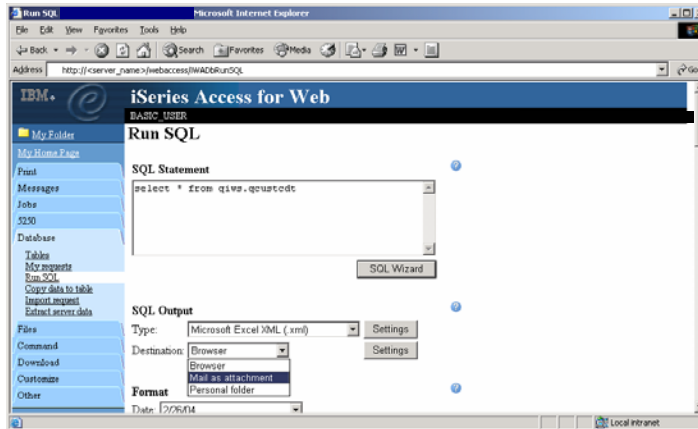 Run SQL Microsoft Internet Explorer
File Edit View Favorites Tools Help
Back Search Favorites Media
Address http://<server_name>/webaccess/iWADbRunSQL Go
IBM. iSeries Access for Web
BASIC_USER
My Folder
Run SQL
My Home Page
Print
SQL Statement
Messages
select * from qiws.qcustcdt
Jobs
5250
Database
Tables
My requests
SQL Wizard
Run SQL
Copy data to table
Import request
Extract server data
SQL Output
Files
Type: Microsoft Excel XML (.xml) Settings
Command
Destination: Browser Settings
Download
Browser
Mail as attachment
Customize
Personal folder
Other
Format
Date: 2/26/04
Local intranet